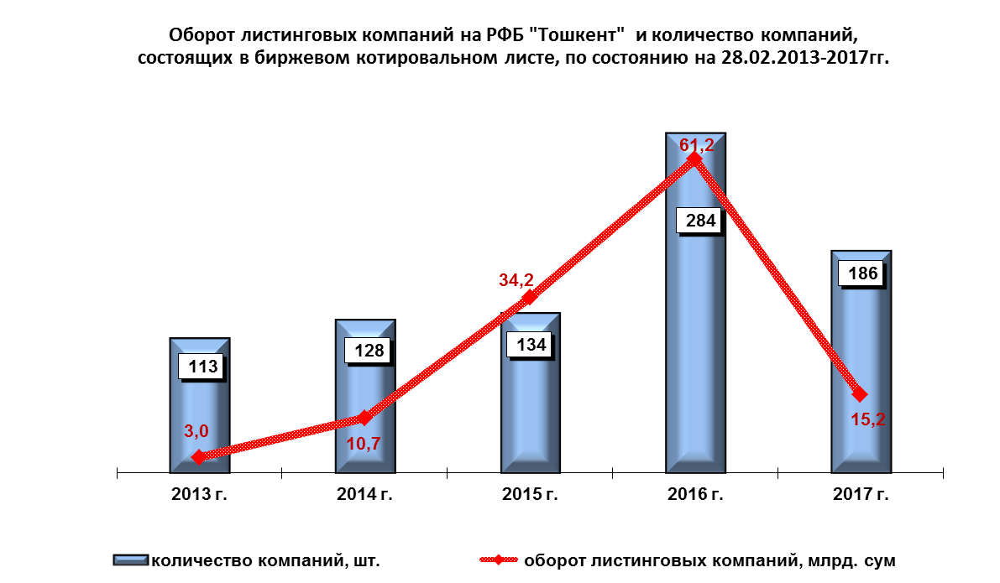 Оборот листинговых компаний на РФБ "Тошкент" и количество компаний,
состоящих в биржевом котировальном листе, по состоянию на 28.02.2013-2017гг.
61,2
284
34,2
186
134
128
113
3,0
10,7
15,2
2013 г.
2014 г.
2015 г.
2016 г.
2017 г.
количество компаний, шт.
оборот листинговых компаний, млрд. сум